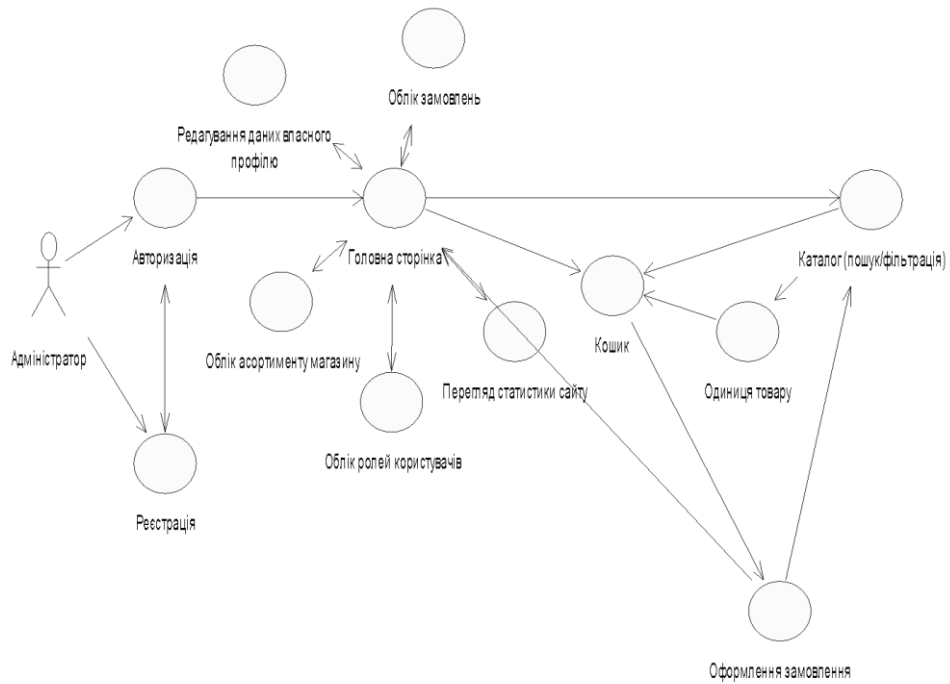 Облік замовлень
Редагування даних власного
профілю
Авторизація
Головна сторінка
Каталог (пошук/фільтрація)
Адміністратор
Облік асортименту магазину
Кошик
Перегляд статистики сайту
Одиниця товару
Облік ролей користувачів
Реєстрація
Оформлення замовлення